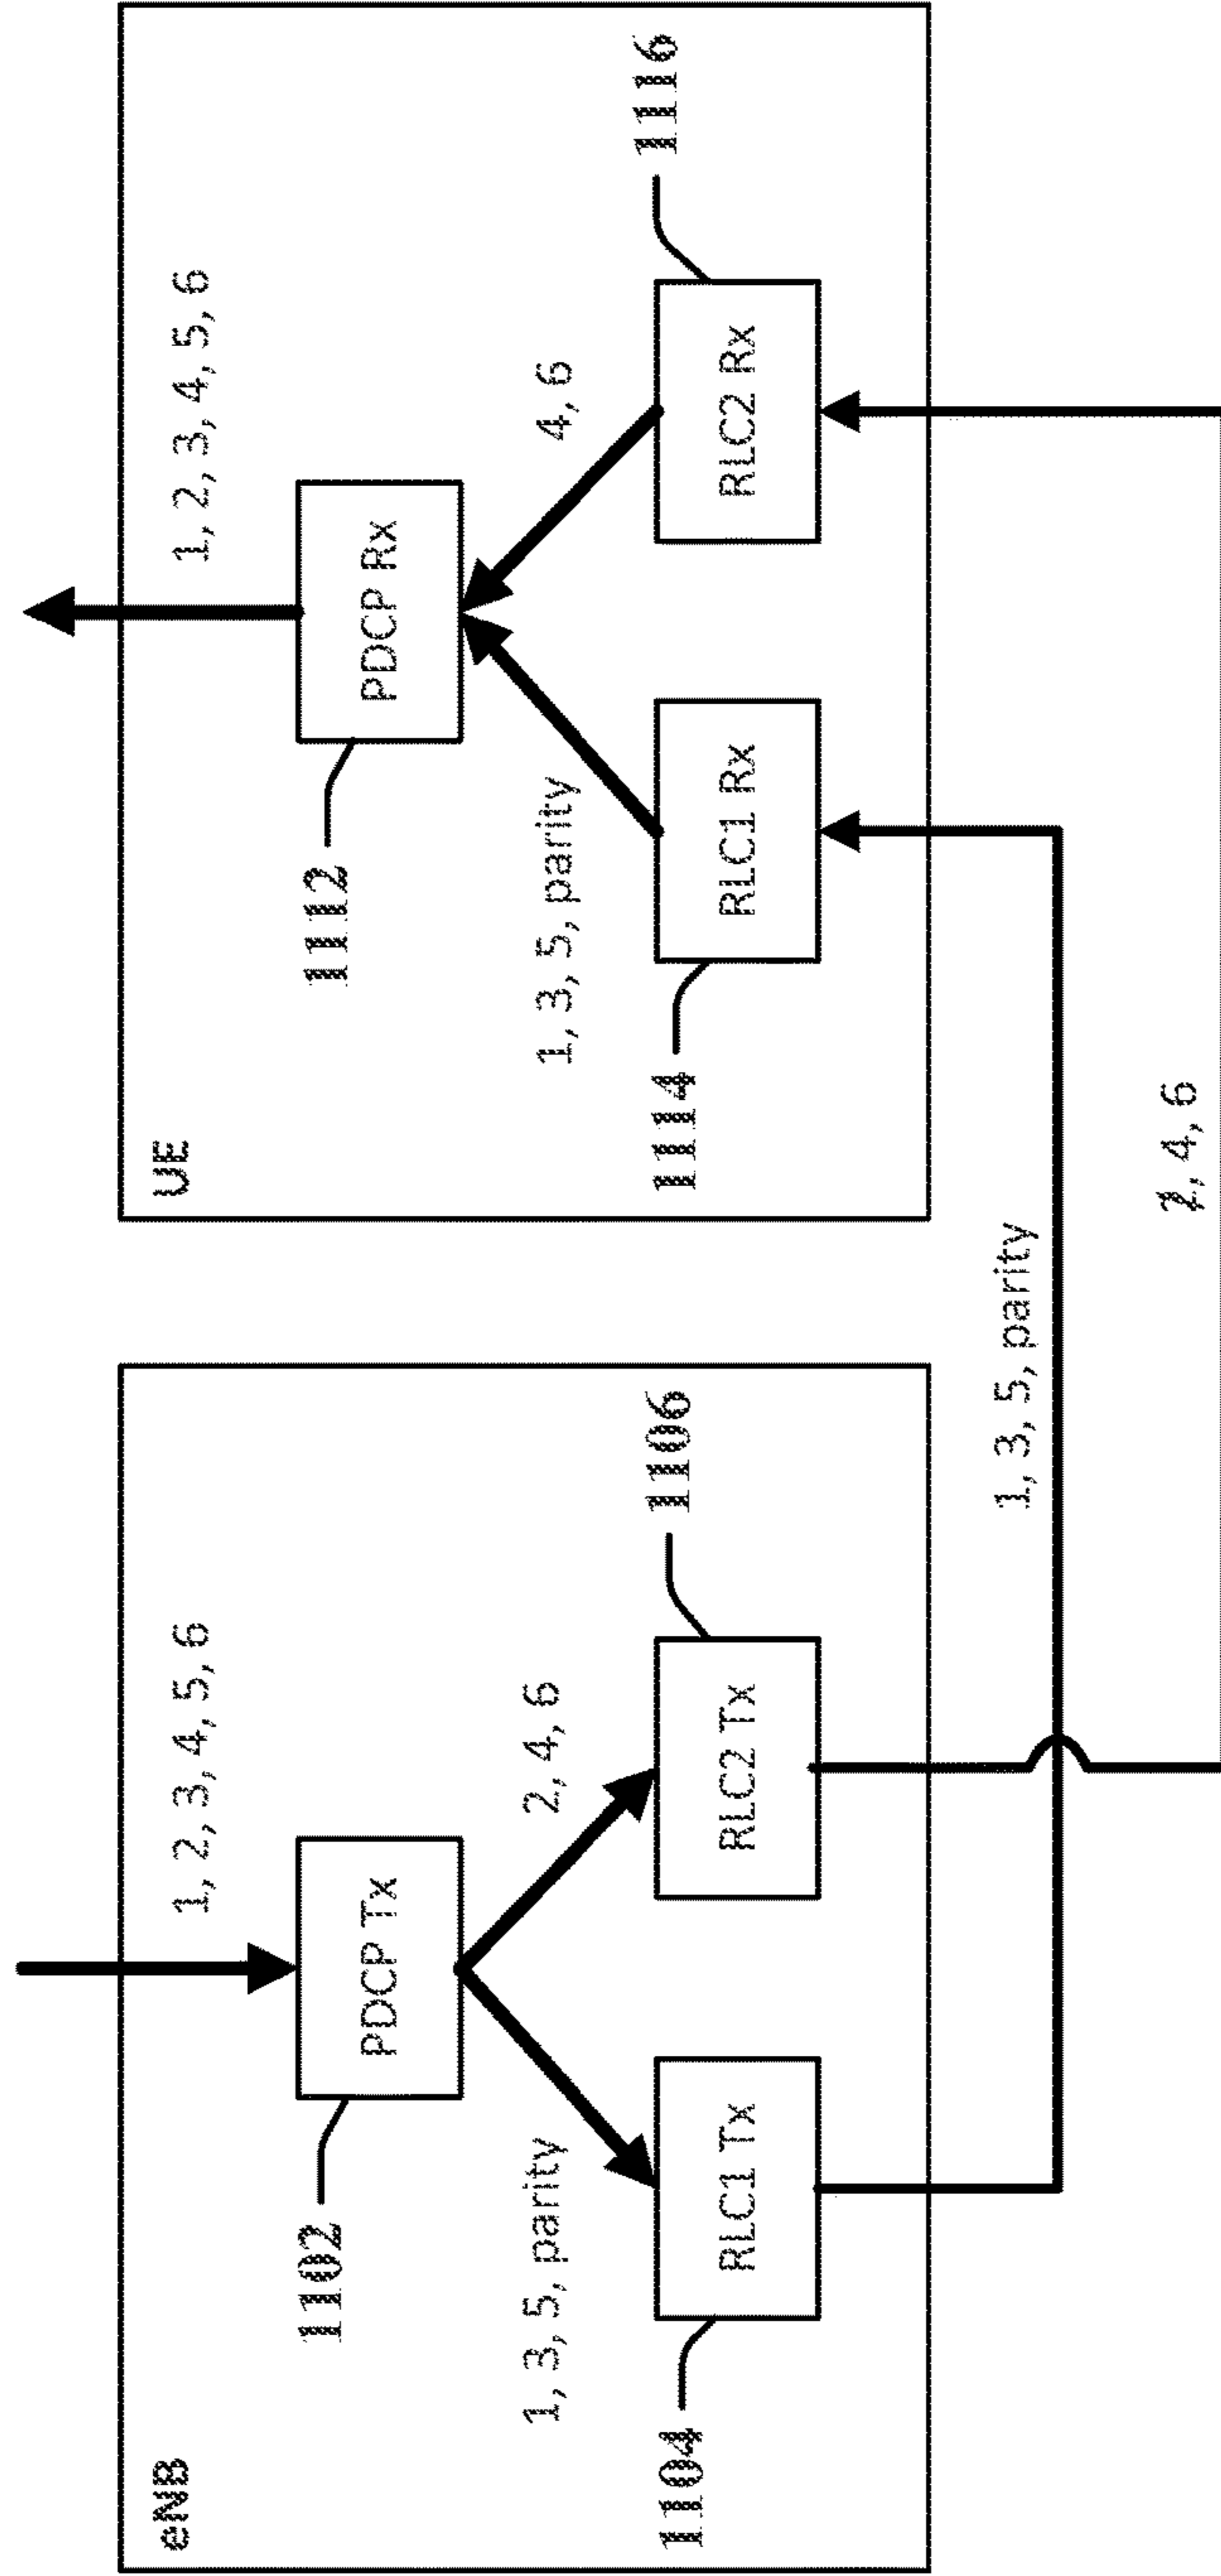 eNB
1, 2, 3, 4, 5, 6
PDCP Tx
1102
1, 3, 5, parity
2, 4, 6
RLC1 Tx
1104
RLC2 Tx
1106
UE
1, 2, 3, 4, 5, 6
PDCP Rx
1112
1, 3, 5, parity
4, 6
RLC1 Rx
1114
RLC2 Rx
1116
1, 3, 5, parity
2, 4, 6